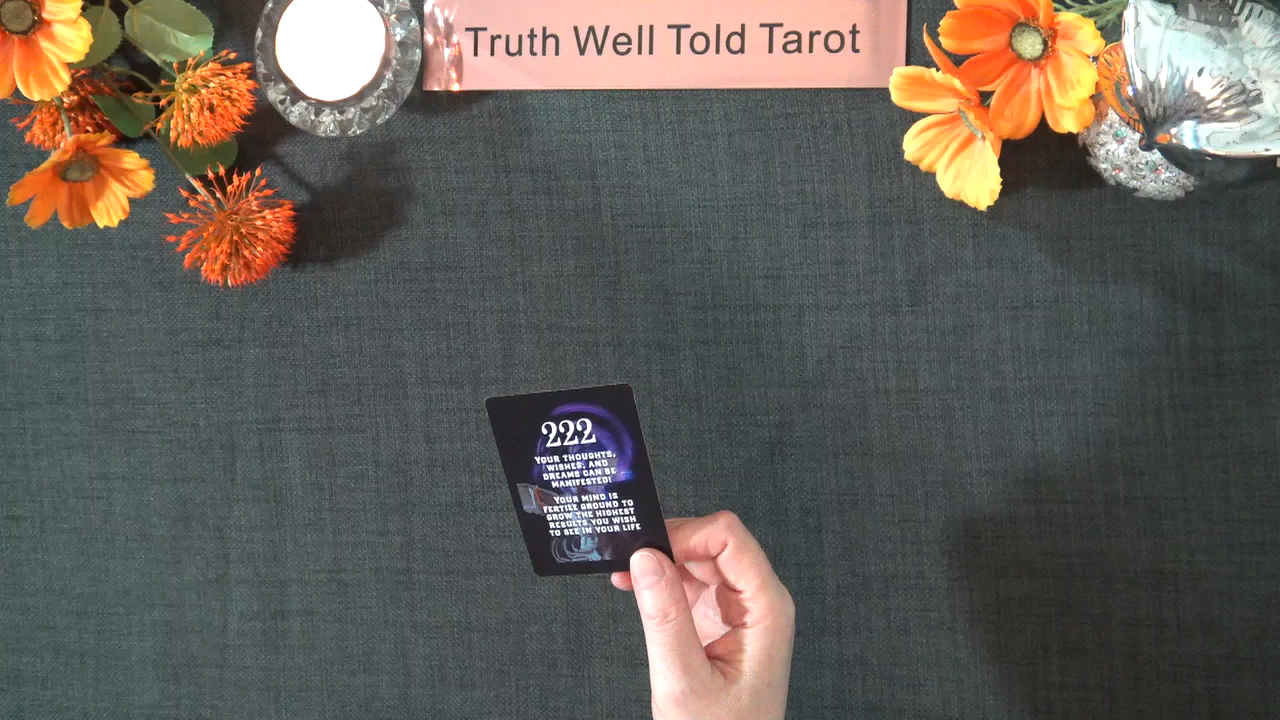 Truth Well Told Tarot
222
YOUR THOUGHTS,
WISHES, AND
DREAMS CAN BE
MANIFESTED!
YOUR MIND IS
FERTILE GROUND TO
GROW THE HIGHEST
RESULTS YOU WISH
TO SEE IN YOUR LIFE